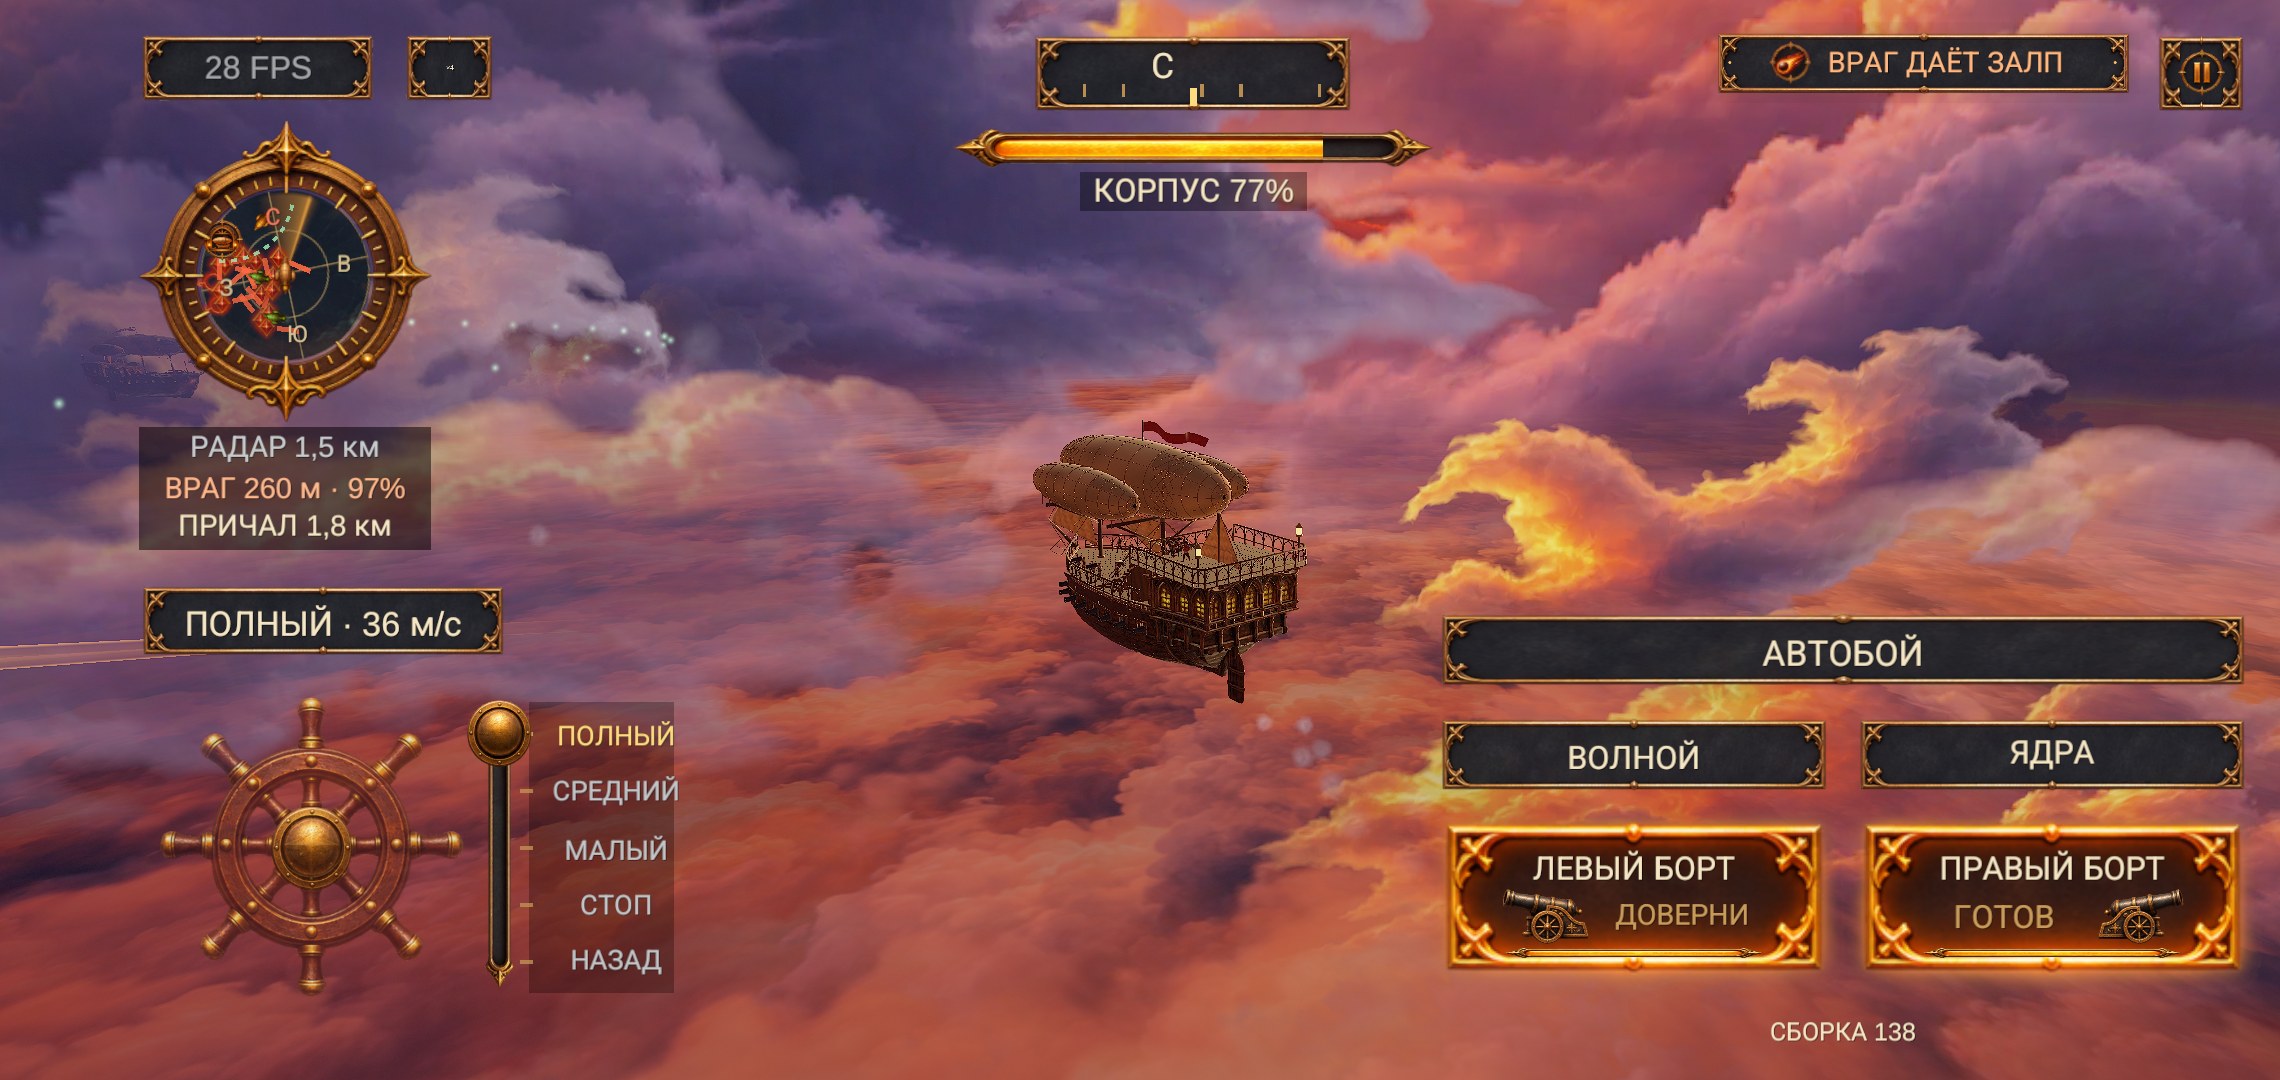 28 FPS
×4
С
ВРАГ ДАЁТ ЗАЛП
КОРПУС 77%
С
В
З
Ю
РАДАР 1,5 км
ВРАГ 260 м · 97%
ПРИЧАЛ 1,8 км
ПОЛНЫЙ · 36 м/с
ПОЛНЫЙ
СРЕДНИЙ
МАЛЫЙ
СТОП
НАЗАД
АВТОБОЙ
ВОЛНОЙ
ЯДРА
ЛЕВЫЙ БОРТ
ДОВЕРНИ
ПРАВЫЙ БОРТ
ГОТОВ
СБОРКА 138